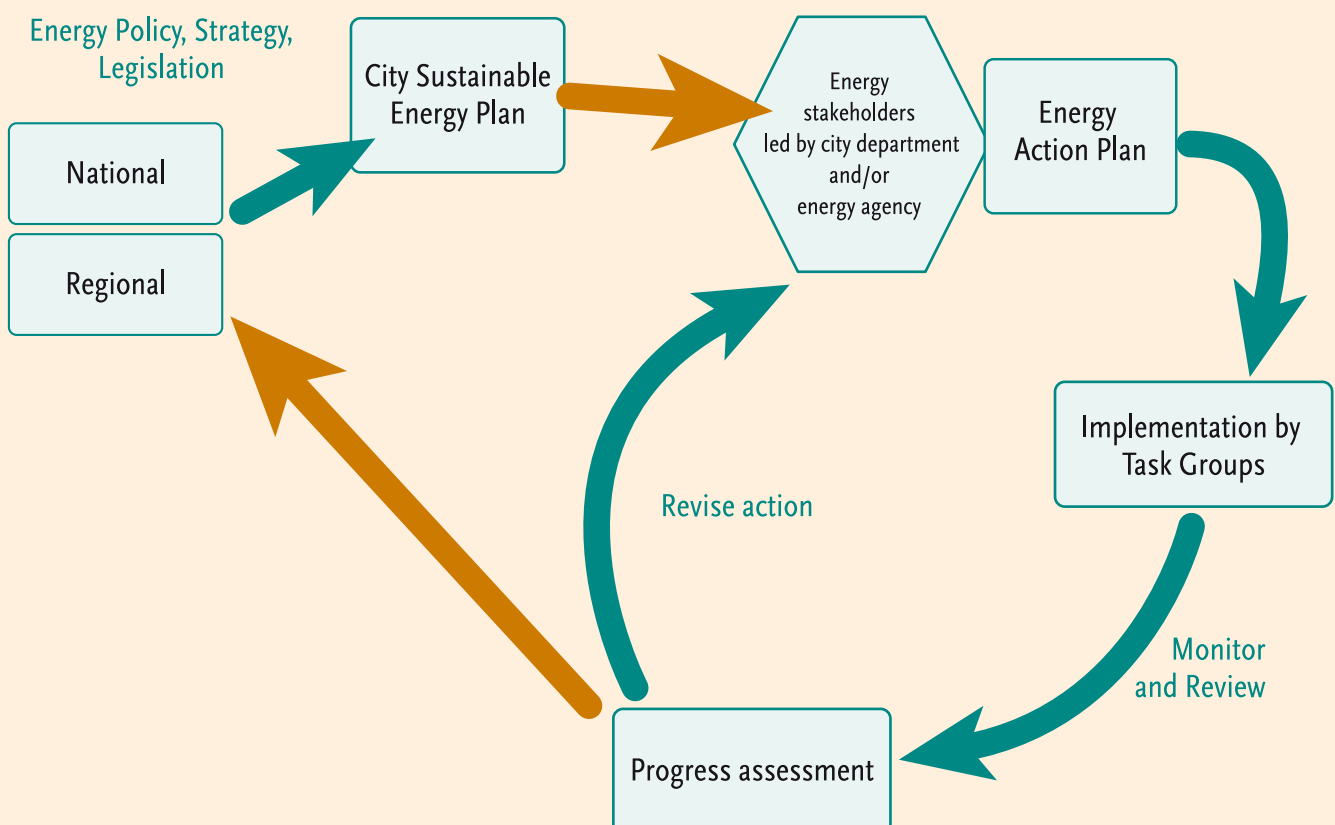 Energy Policy, Strategy,
Legislation
National
Regional
City Sustainable
Energy Plan
Energy
stakeholders
led by city department
and/or
energy agency
Energy
Action Plan
Implementation by
Task Groups
Monitor
and Review
Progress assessment
Revise action